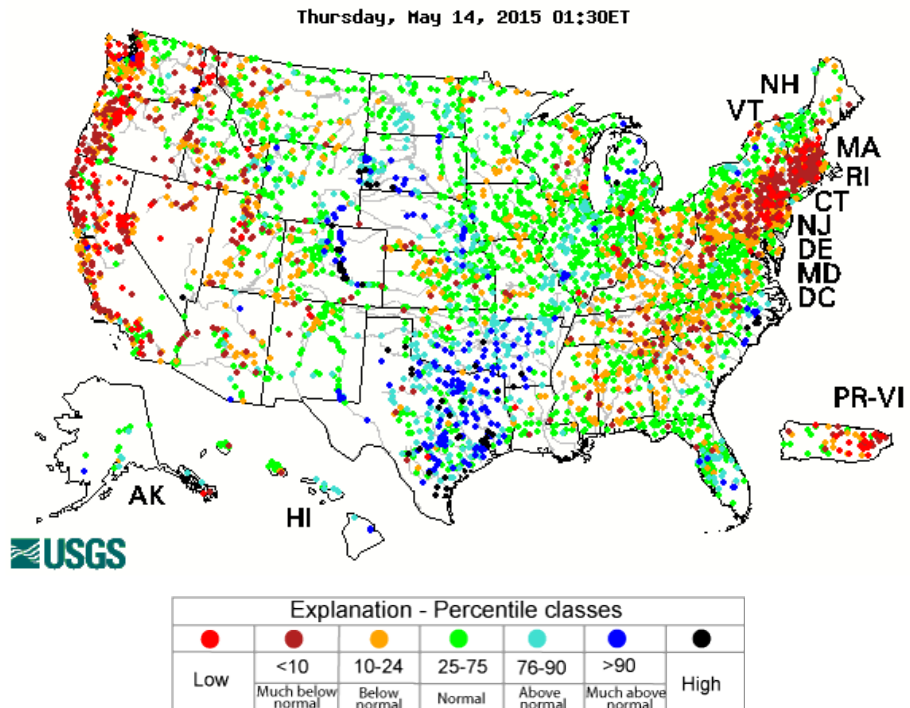 Thursday, May 14, 2015 01:30ET
NH
VT
MA
RI
CT
NJ
DE
MD
DC
PR-VI
AK
HI
USGS
Explanation - Percentile classes
<10 10-24 25-75 76-90 >90
Low Much below normal Below normal Normal Above normal Much above normal High